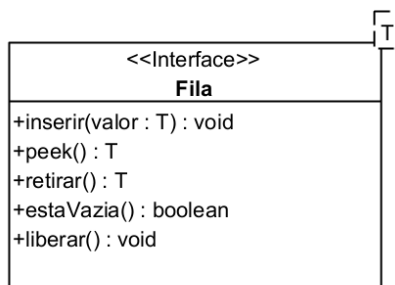 T
<<Interface>>
Fila
+inserir(valor : T) : void
+peek() : T
+retirar() : T
+estaVazia() : boolean
+liberar() : void